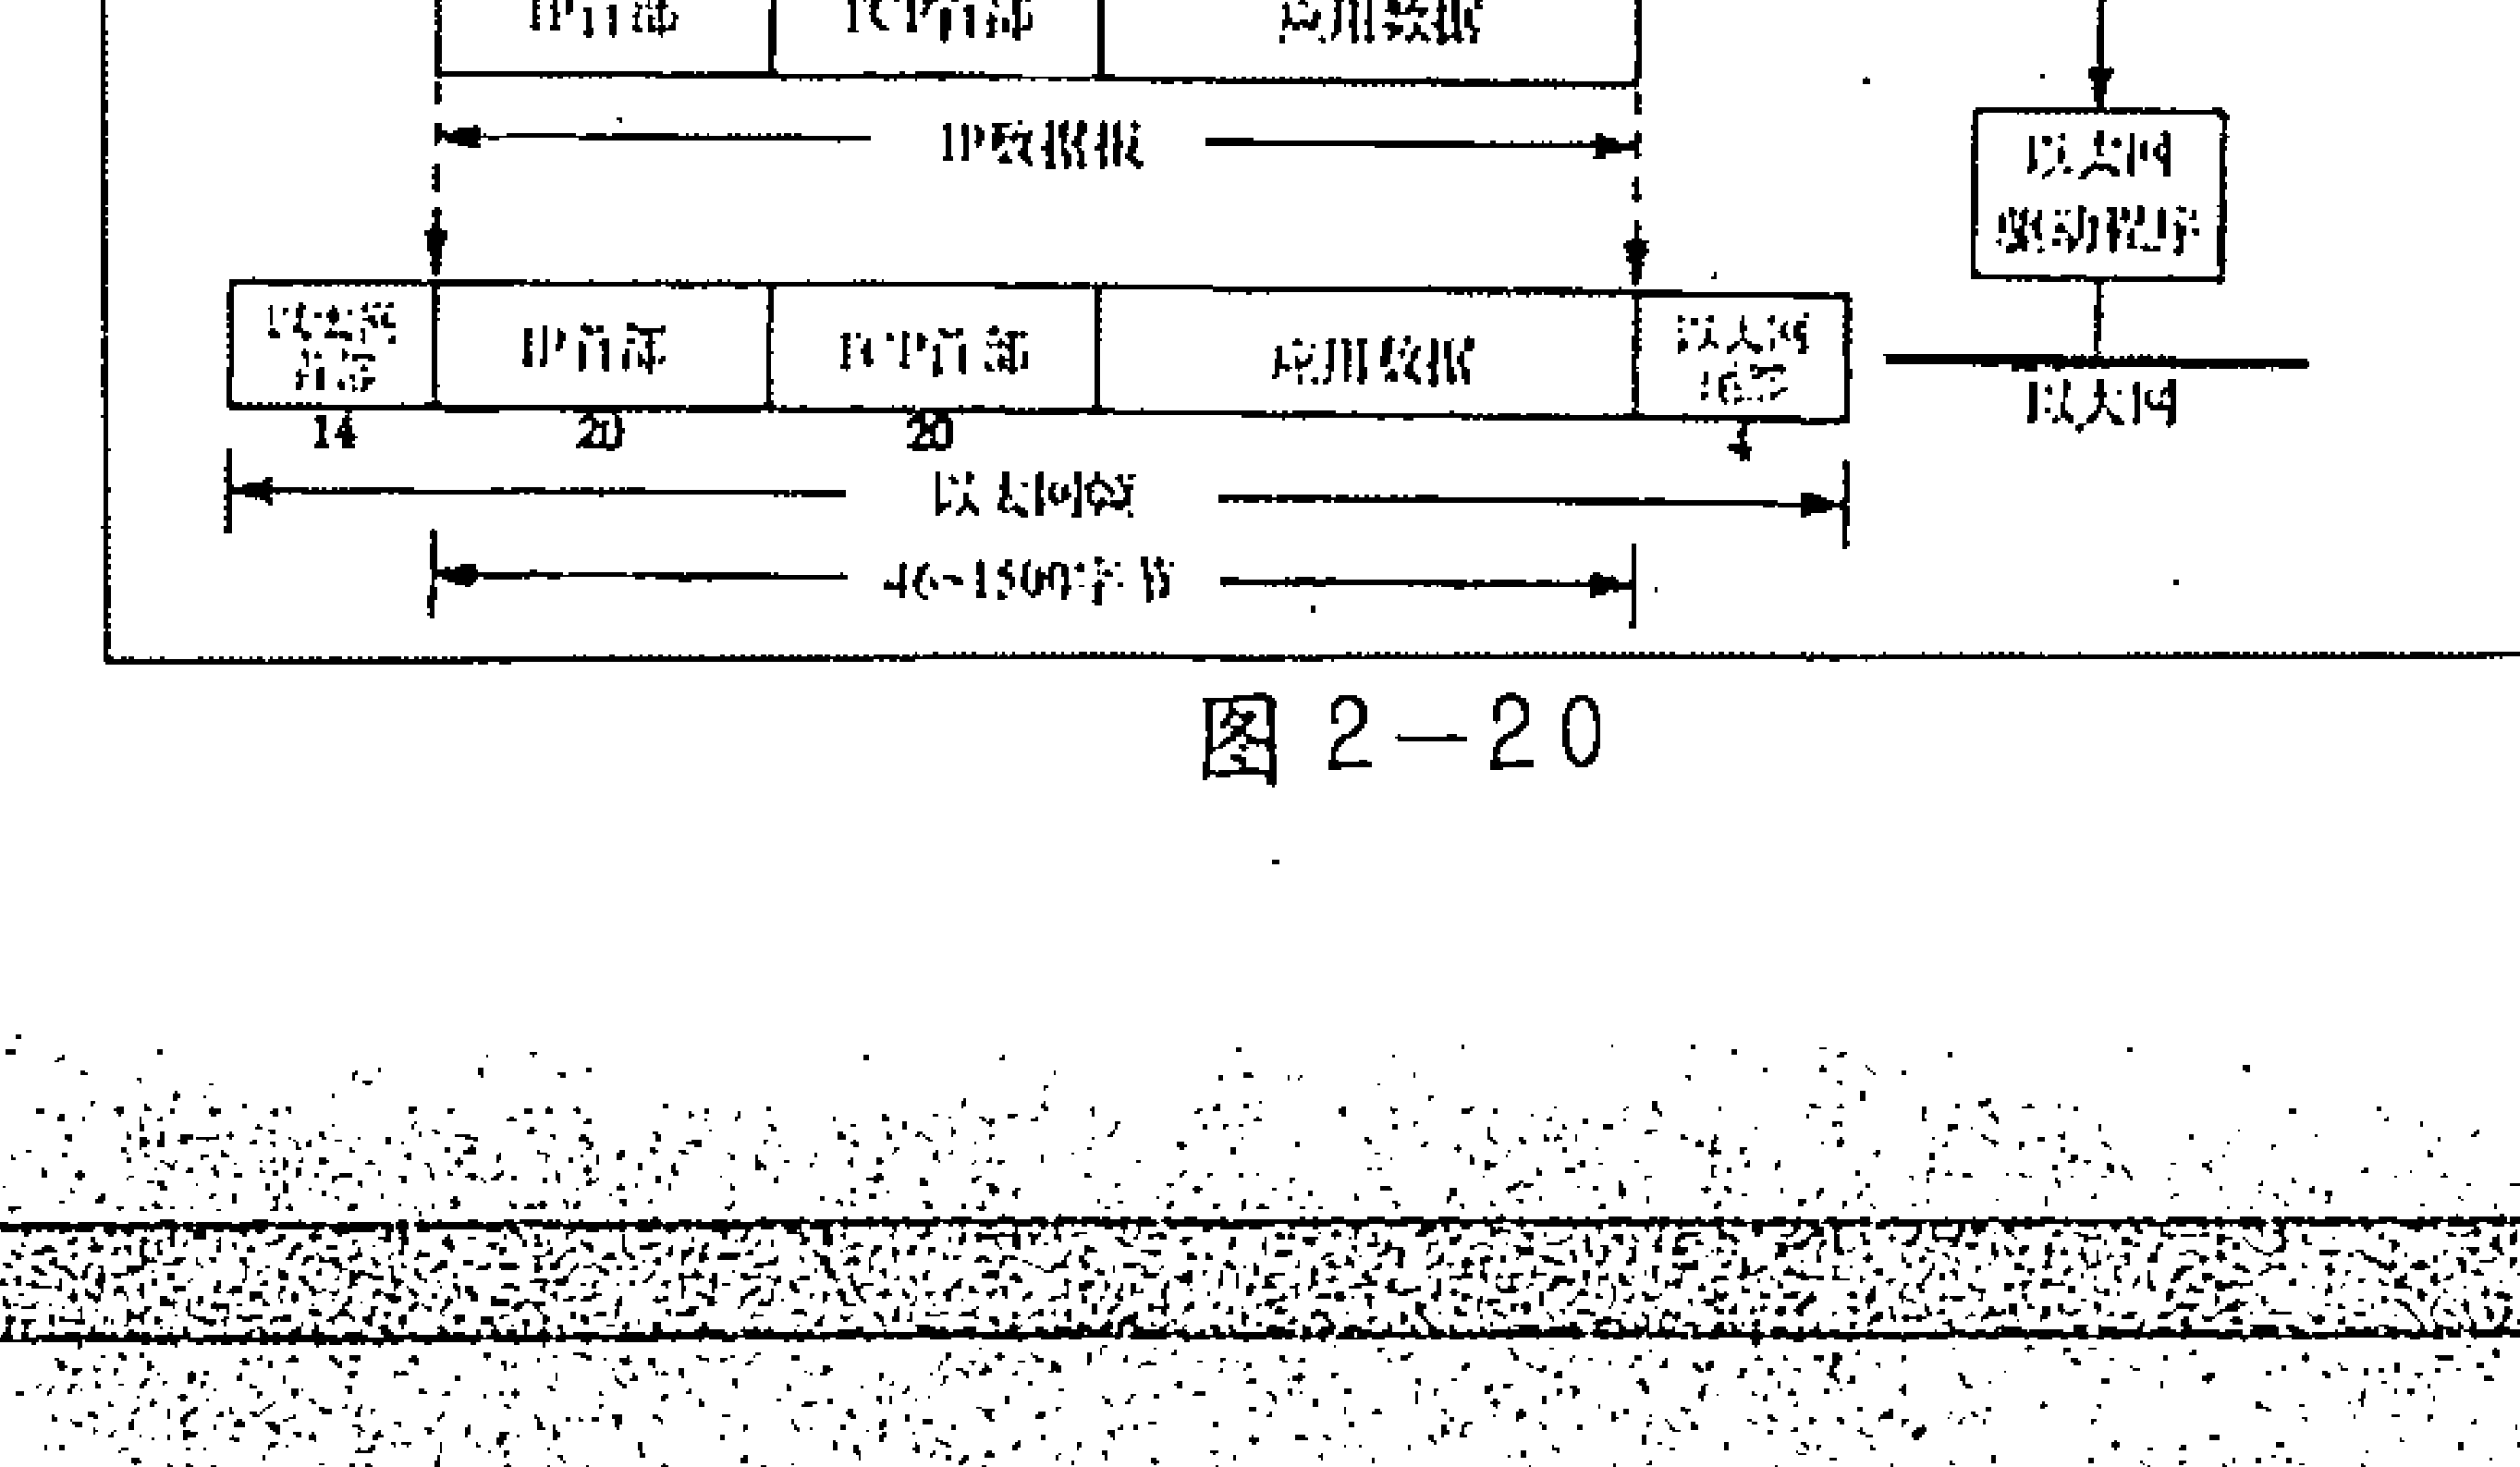 IP首部 TCP首部 应用数据
IP数据报
以太网
驱动程序
以太网
首部
IP首部 TCP首部 应用数据
以太网
尾部
14 20 20 4
以太网
以太网帧
46~1500字节
图 2-20